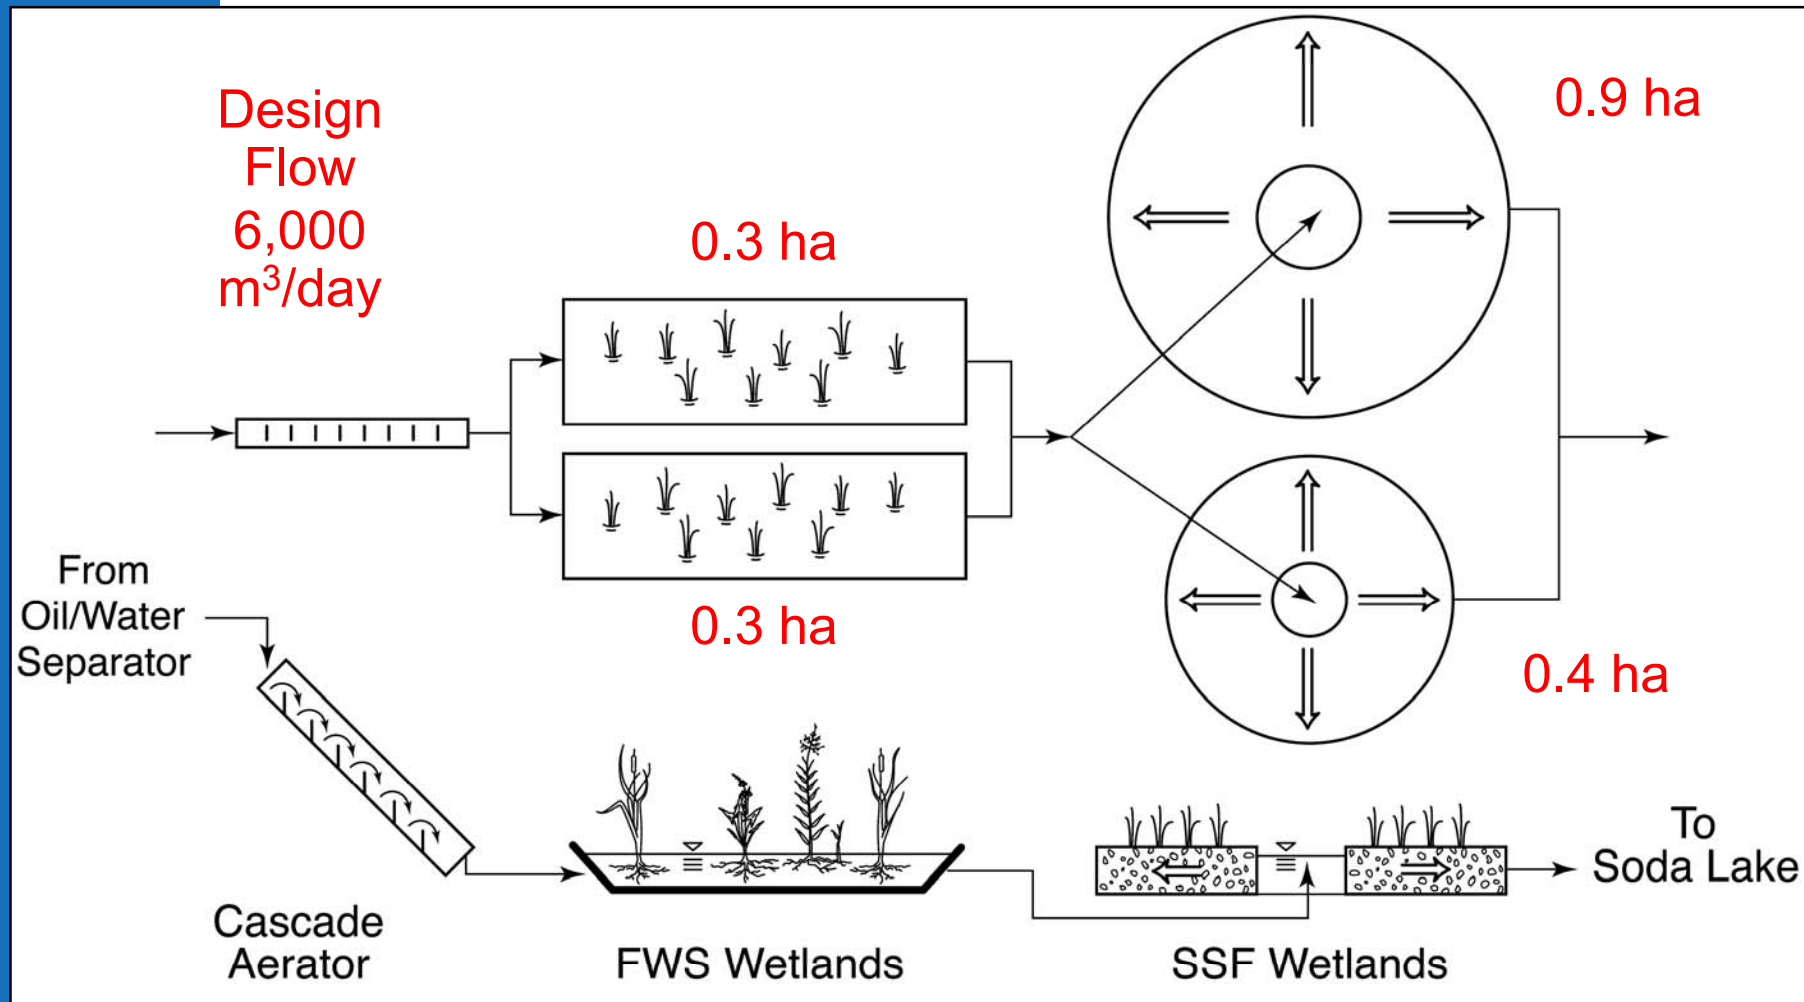 Design
Flow
6,000
m³/day
0.3 ha
0.9 ha
0.3 ha
0.4 ha
From
Oil/Water
Separator
Cascade
Aerator
FWS Wetlands
SSF Wetlands
To
Soda Lake